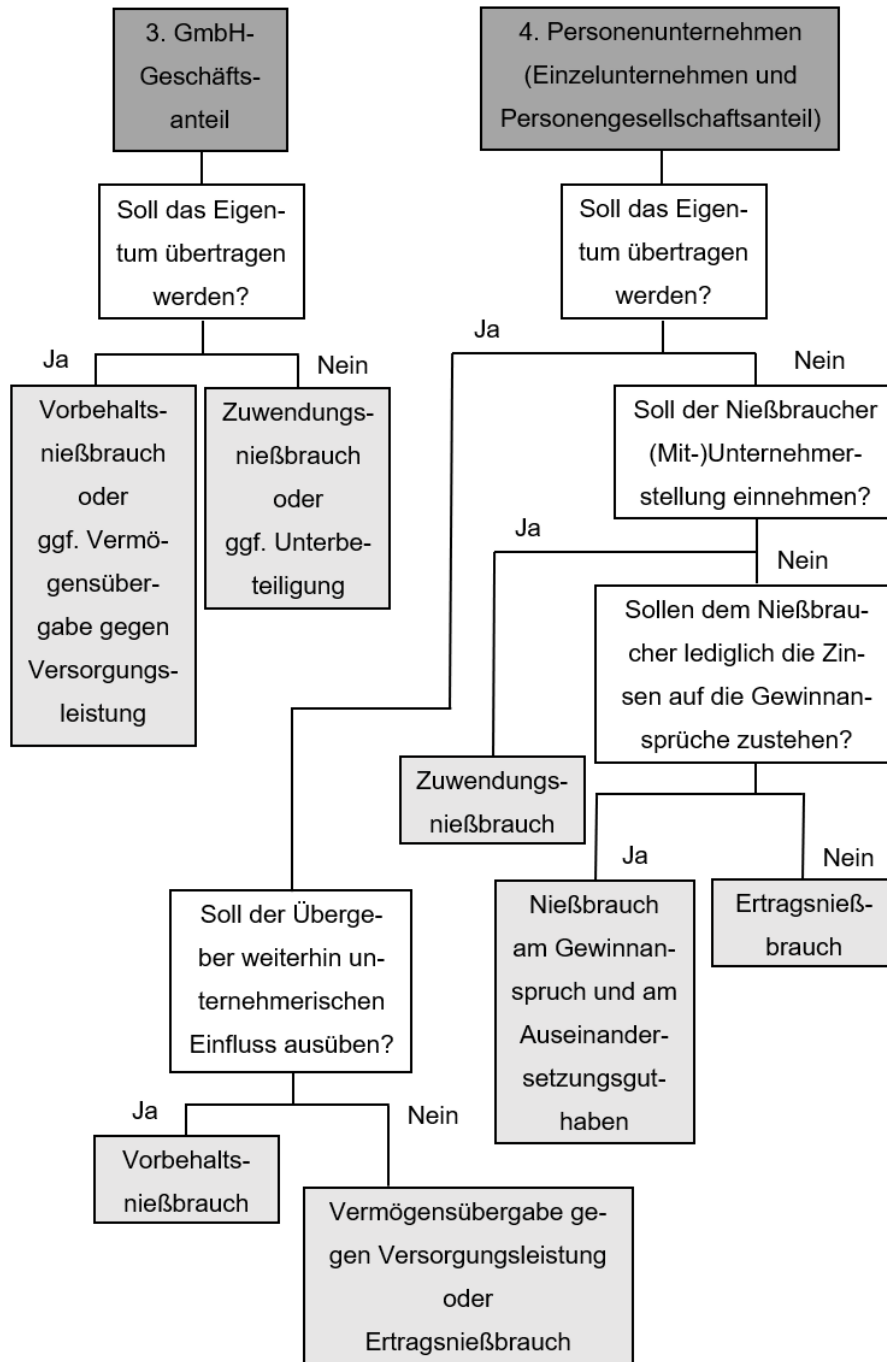 3. GmbH-
Geschäfts-
anteil
Soll das Eigen-
tum übertragen
werden?
Ja
Nein
Vorbehalts-
nießbrauch
oder
ggf. Vermö-
gensüber-
gabe gegen
Versorgungs-
leistung
Zuwendungs-
nießbrauch
oder
ggf. Unterbe-
teiligung
4. Personenunternehmen
(Einzelunternehmen und
Personengesellschaftsanteil)
Soll das Eigen-
tum übertragen
werden?
Ja
Nein
Soll der Nießbraucher
(Mit-)Unternehmer-
stellung einnehmen?
Ja
Nein
Zuwendungs-
nießbrauch
Sollen dem Nießbrau-
cher lediglich die Zin-
sen auf die Gewinnan-
sprüche zustehen?
Ja
Nein
Nießbrauch
am Gewinnan-
spruch und am
Auseinander-
setzungsgut-
haben
Ertragsnieß-
brauch
Soll der Überge-
ber weiterhin un-
ternehmerischen
Einfluss ausüben?
Ja
Nein
Vorbehalts-
nießbrauch
Vermögensübergabe ge-
gen Versorgungsleistung
oder
Ertragsnießbrauch